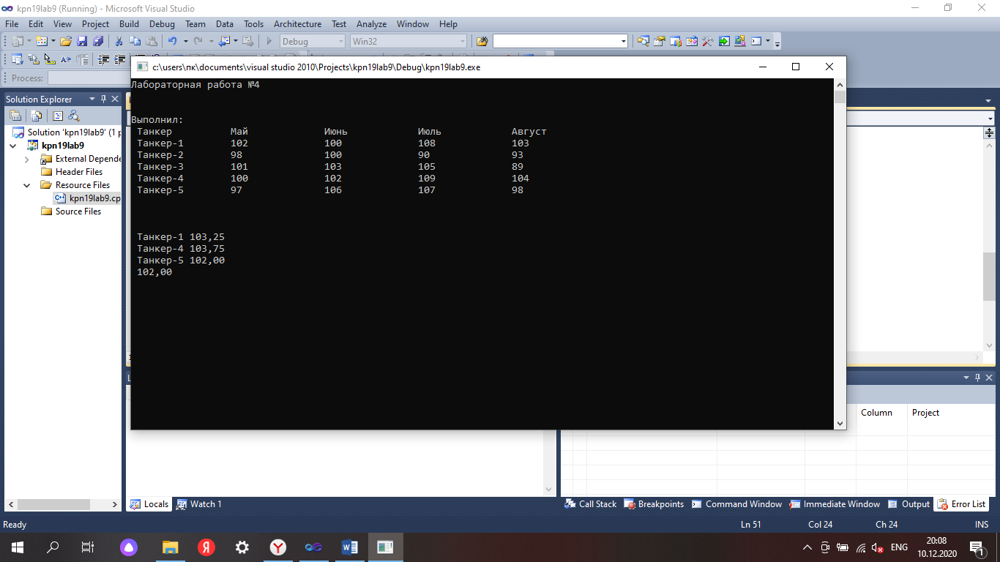 kpn19lab9 (Running) - Microsoft Visual Studio
File Edit View Project Build Debug Team Data Tools Architecture Test Analyze Window Help
Debug Win32
Process:
c:\users\пк\documents\visual studio 2010\Projects\kpn19lab9\Debug\kpn19lab9.exe
Solution Explorer
Solution 'kpn19lab9' (1 p
kpn19lab9
External Depende
Header Files
Resource Files
kpn19lab9.cp
Source Files
Лабораторная работа №4
Выполнил:
Танкер Май Июнь Июль Август
Танкер-1 102 100 108 103
Танкер-2 98 100 90 93
Танкер-3 101 103 105 89
Танкер-4 100 102 109 104
Танкер-5 97 106 107 98
Танкер-1 103,25
Танкер-4 103,75
Танкер-5 102,00
102,00
Column Project
Locals Watch 1
Call Stack Breakpoints Command Window Immediate Window Output Error List
Ready Ln 51 Col 24 Ch 24 INS
ENG
20:08
10.12.2020
1